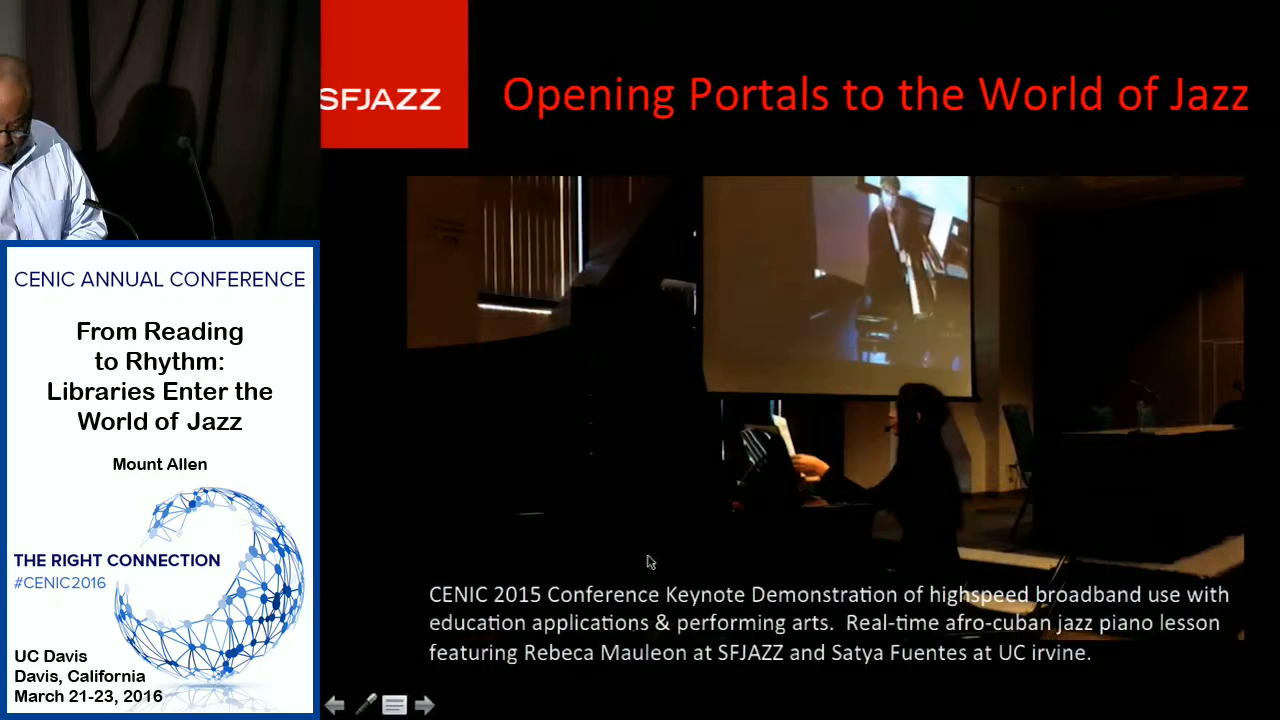 SFJAZZ
Opening Portals to the World of Jazz
CENIC ANNUAL CONFERENCE
From Reading
to Rhythm:
Libraries Enter the
World of Jazz
Mount Allen
THE RIGHT CONNECTION
#CENIC2016
UC Davis
Davis, California
March 21-23, 2016
CENIC 2015 Conference Keynote Demonstration of highspeed broadband use with
education applications & performing arts. Real-time afro-cuban jazz piano lesson
featuring Rebeca Mauleon at SFJAZZ and Satya Fuentes at UC irvine.